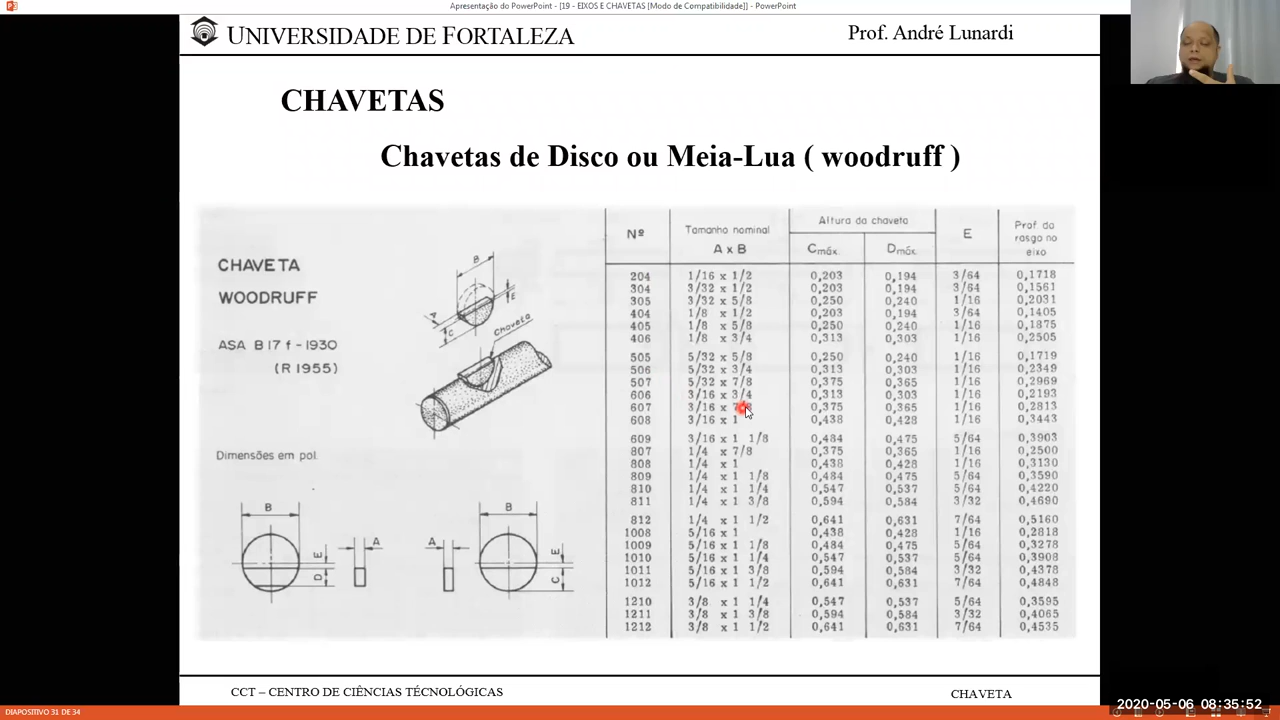 Apresentação do PowerPoint - [19 - EIXOS E CHAVETAS [Modo de Compatibilidade]] - PowerPoint
UNIVERSIDADE DE FORTALEZA
Prof. André Lunardi
CHAVETAS
Chavetas de Disco ou Meia-Lua ( woodruff )
CHAVETA
WOODRUFF
ASA B 17 f - 1930
(R 1955)
Dimensões em pol.
B
E
A
C
Chaveta
B
E
D
A
A
B
E
C
Nº Tamanho nominal A x B Altura da chaveta Cmáx. Dmáx. E Prof. do rasgo no eixo
204 1/16 x 1/2 0,203 0,194 3/64 0,1718
304 3/32 x 1/2 0,203 0,194 3/64 0,1561
305 3/32 x 5/8 0,250 0,240 1/16 0,2031
404 1/8 x 1/2 0,203 0,194 3/64 0,1405
405 1/8 x 5/8 0,250 0,240 1/16 0,1875
406 1/8 x 3/4 0,313 0,303 1/16 0,2505
505 5/32 x 5/8 0,250 0,240 1/16 0,1719
506 5/32 x 3/4 0,313 0,303 1/16 0,2349
507 5/32 x 7/8 0,375 0,365 1/16 0,2969
606 3/16 x 3/4 0,313 0,303 1/16 0,2193
607 3/16 x 0,375 0,365 1/16 0,2813
608 3/16 x 1 0,438 0,428 1/16 0,3443
609 3/16 x 1 1/8 0,484 0,475 5/64 0,3903
807 1/4 x 7/8 0,375 0,365 1/16 0,2500
808 1/4 x 1 0,438 0,428 1/16 0,3130
809 1/4 x 1 1/8 0,484 0,475 5/64 0,3590
810 1/4 x 1 1/4 0,547 0,537 5/64 0,4220
811 1/4 x 1 3/8 0,594 0,584 3/32 0,4690
812 1/4 x 1 1/2 0,641 0,631 7/64 0,5160
1008 5/16 x 1 0,438 0,428 1/16 0,2818
1009 5/16 x 1 1/8 0,484 0,475 5/64 0,3278
1010 5/16 x 1 1/4 0,547 0,537 5/64 0,3908
1011 5/16 x 1 3/8 0,594 0,584 3/32 0,4378
1012 5/16 x 1 1/2 0,641 0,631 7/64 0,4848
1210 3/8 x 1 1/4 0,547 0,537 5/64 0,3595
1211 3/8 x 1 3/8 0,594 0,584 3/32 0,4065
1212 3/8 x 1 1/2 0,641 0,631 7/64 0,4535
CCT – CENTRO DE CIÊNCIAS TÉCNOLÓGICAS
CHAVETA
2020-05-06 08:35:52
DIAPOSITIVO 31 DE 34